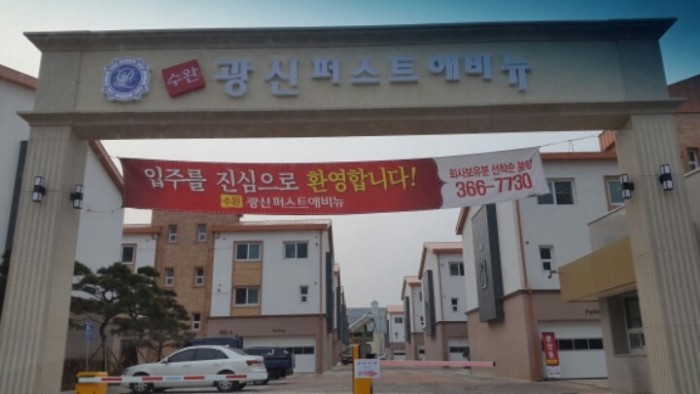 수완 광신퍼스트애비뉴
입주를 진심으로 환영합니다!
수완 광신퍼스트애비뉴
회사보유분 선착순 분양
366-7730